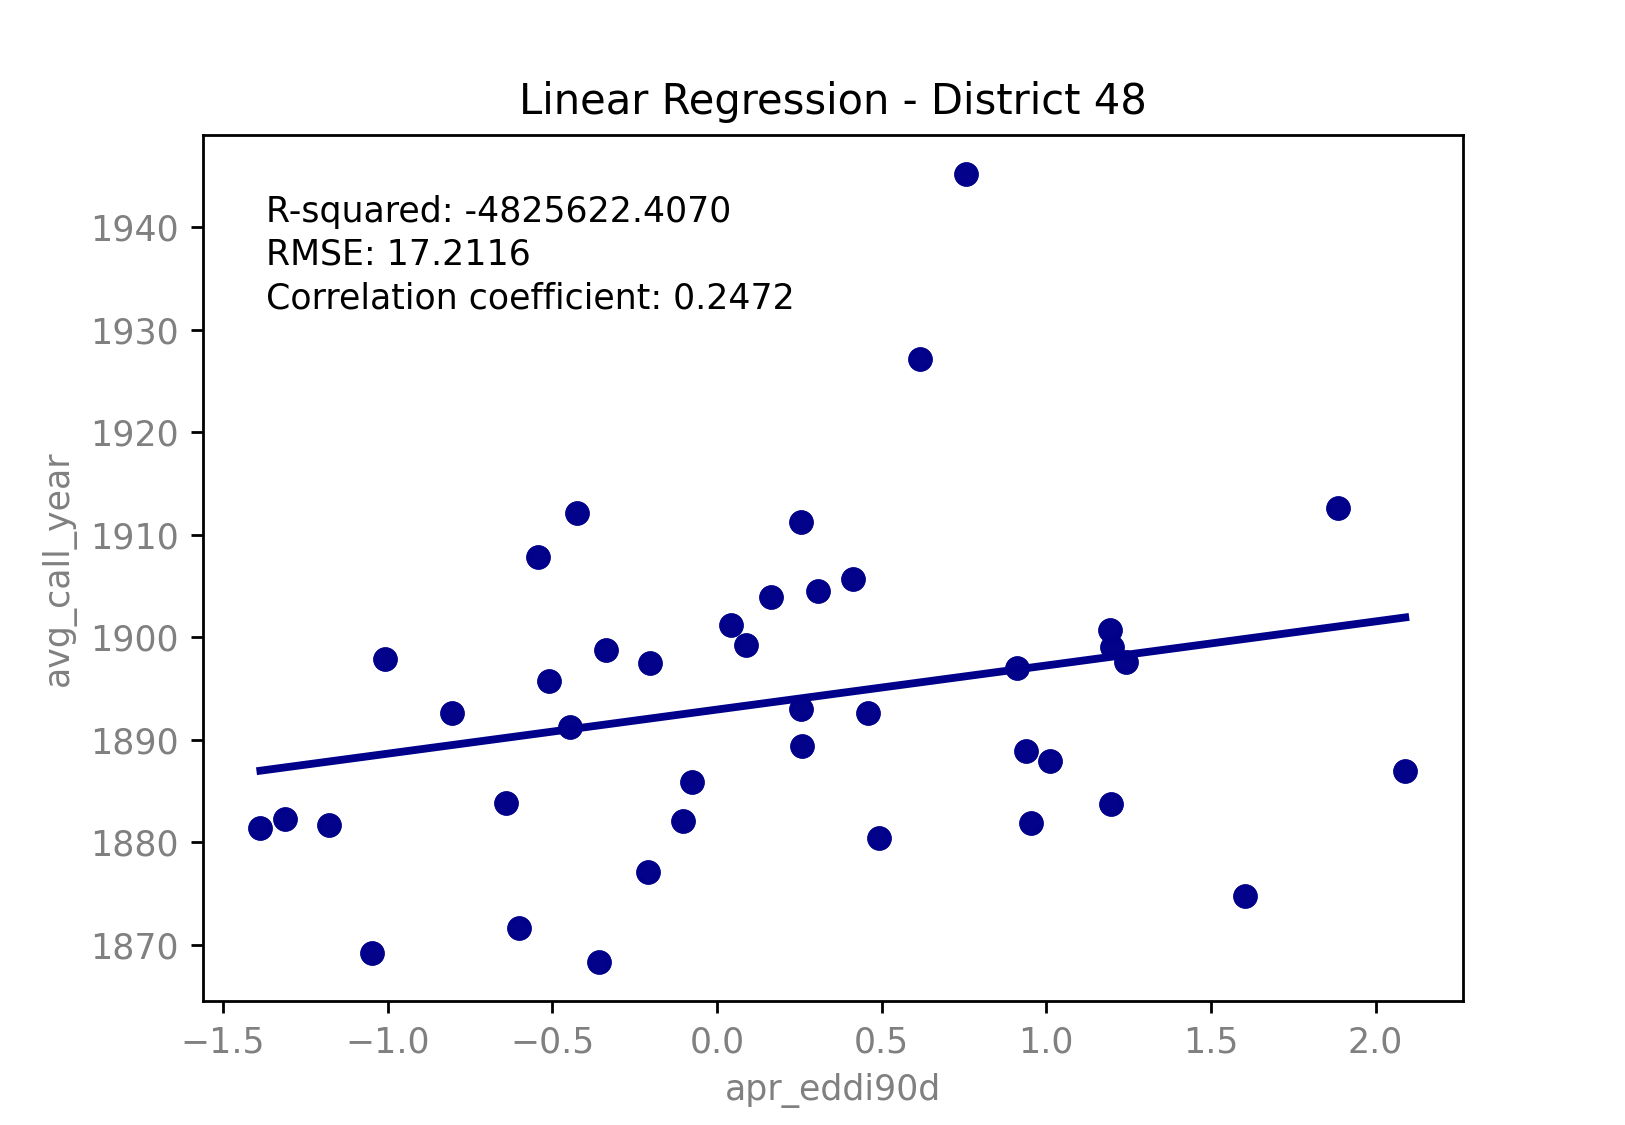 Linear Regression - District 48
R-squared: -4825622.4070
RMSE: 17.2116
Correlation coefficient: 0.2472
avg_call_year
1940
1930
1920
1910
1900
1890
1880
1870
−1.5 −1.0 −0.5 0.0 0.5 1.0 1.5 2.0
apr_eddi90d